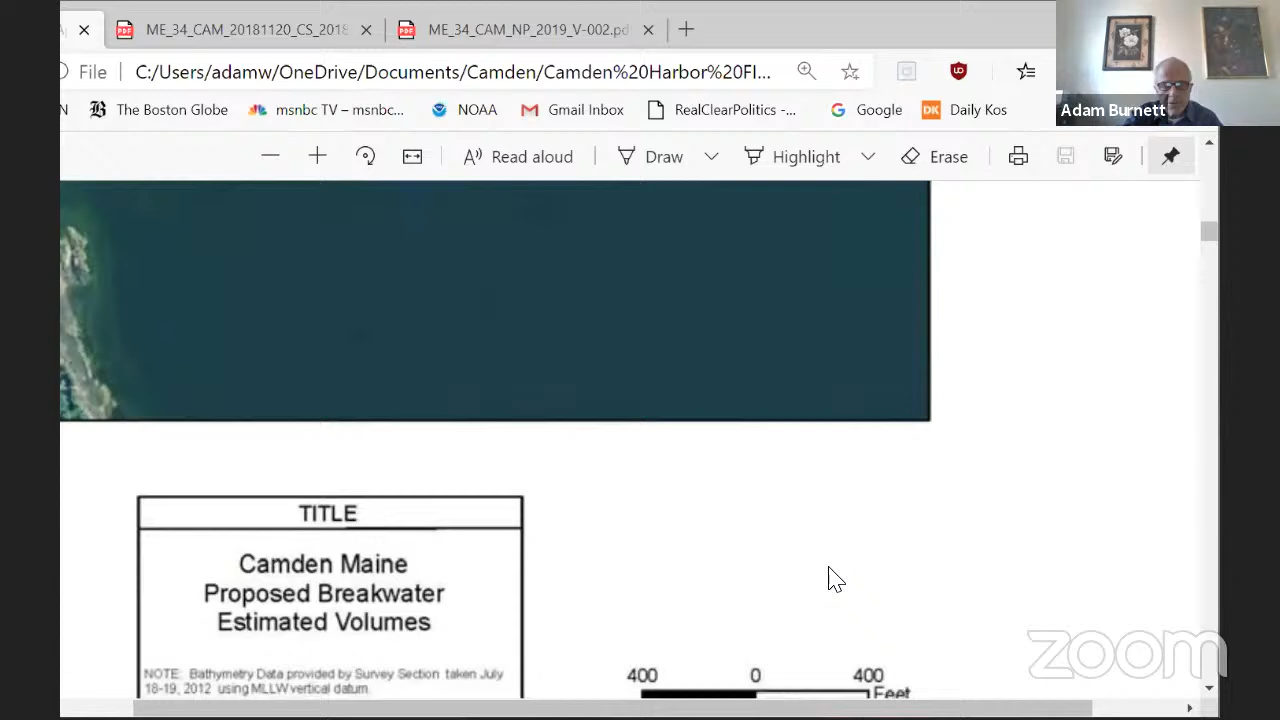 ME_34_CAM_20181120_CS_2018
ME_34_CAM_NP_2019_V-002.pd
File
C:/Users/adamw/OneDrive/Documents/Camden/Camden%20Harbor%20FI...
N
The Boston Globe
msnbc TV – msnbc...
NOAA
Gmail Inbox
RealClearPolitics -...
Google
DK
Daily Kos
Adam Burnett
Read aloud
Draw
Highlight
Erase
TITLE
Camden Maine
Proposed Breakwater
Estimated Volumes
NOTE: Bathymetry Data provided by Survey Section taken July
18-19, 2012 using MLLW vertical datum.
400 0 400
Feet
zoom